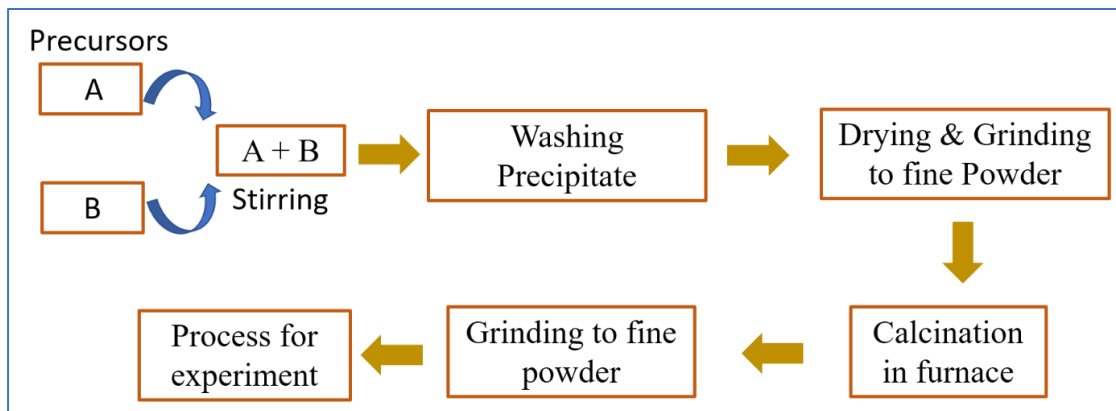 Precursors
A
B
A + B
Stirring
Washing
Precipitate
Drying & Grinding
to fine Powder
Calcination
in furnace
Grinding to fine
powder
Process for
experiment